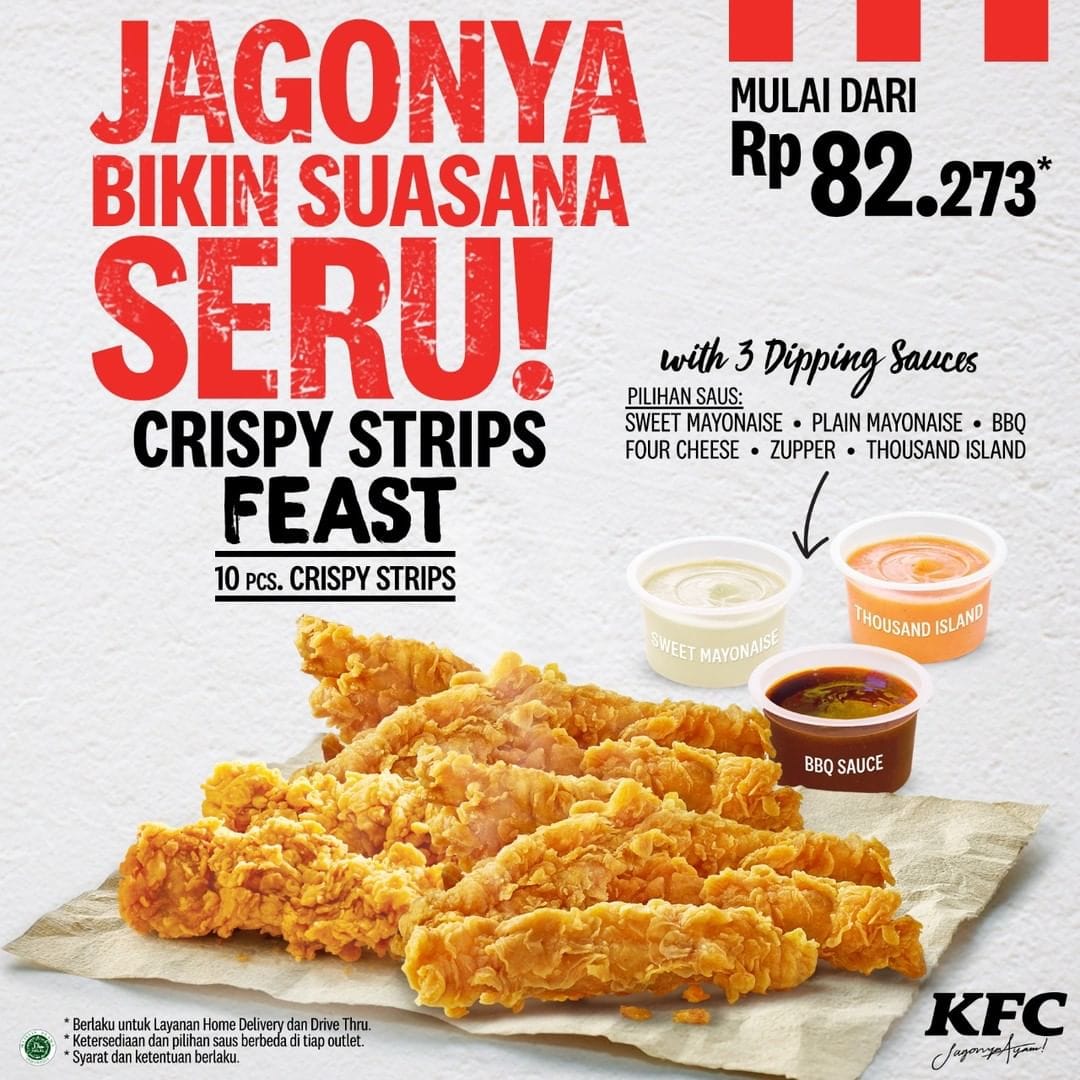 JAGONYA
BIKIN SUASANA
SERU!
CRISPY STRIPS
FEAST
10 PCS. CRISPY STRIPS
MULAI DARI
Rp 82.273*
with 3 Dipping Sauces
PILIHAN SAUS:
SWEET MAYONAISE • PLAIN MAYONAISE • BBQ
FOUR CHEESE • ZUPPER • THOUSAND ISLAND
SWEET MAYONAISE
THOUSAND ISLAND
BBQ SAUCE
* Berlaku untuk Layanan Home Delivery dan Drive Thru.
* Ketersediaan dan pilihan saus berbeda di tiap outlet.
* Syarat dan ketentuan berlaku.
KFC
Jagonya Ayam!